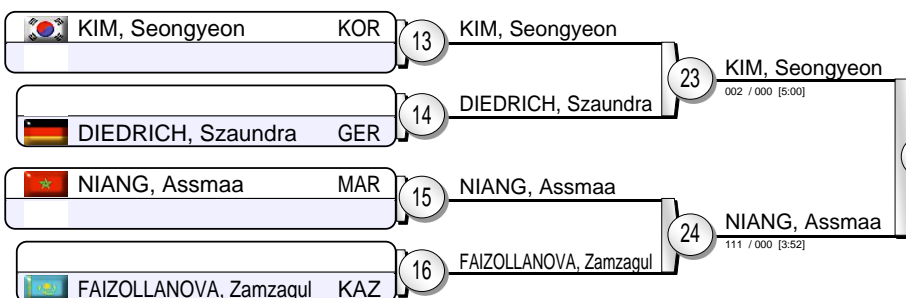 KIM, Seongyeon KOR
13
KIM, Seongyeon
23
KIM, Seongyeon
002 / 000 [5:00]
14
DIEDRICH, Szaundra
DIEDRICH, Szaundra GER
NIANG, Assmaa MAR
15
NIANG, Assmaa
24
NIANG, Assmaa
111 / 000 [3:52]
16
FAIZOLLANOVA, Zamzagul
FAIZOLLANOVA, Zamzagul KAZ